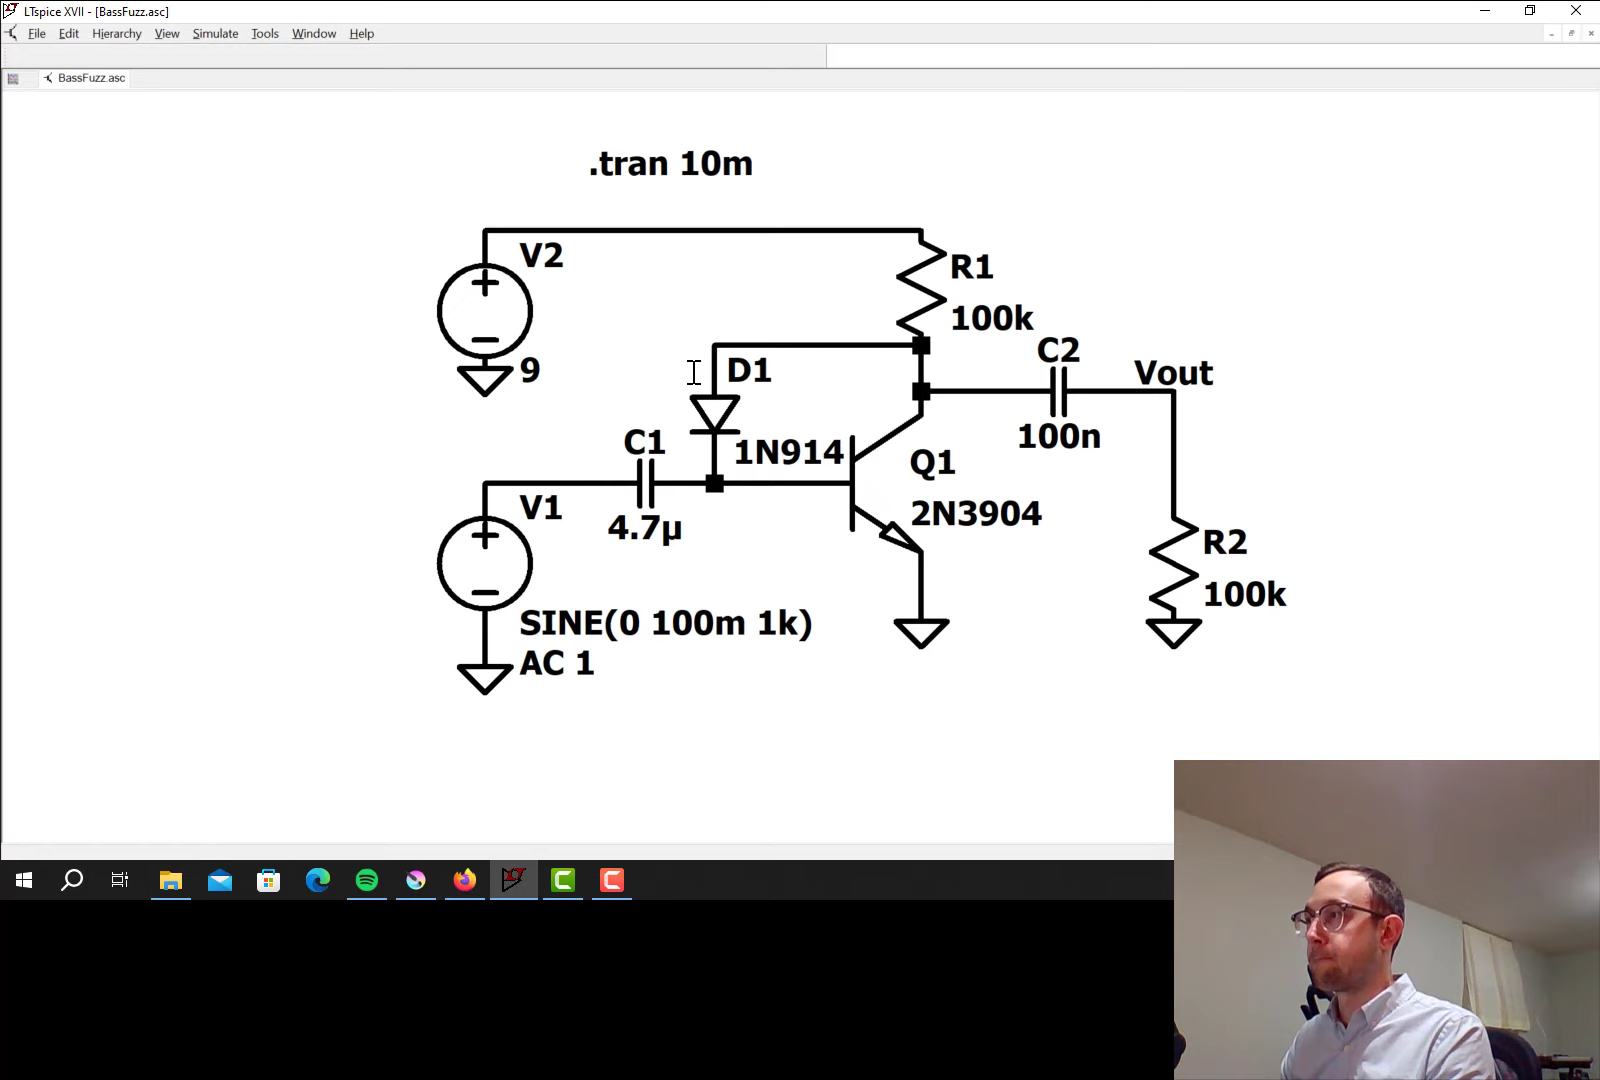 LTspice XVII - [BassFuzz.asc]
File Edit Hierarchy View Simulate Tools Window Help
BassFuzz.asc
.tran 10m
V2
R1
100k
9
D1
C2
Vout
100n
C1
1N914
Q1
2N3904
V1
4.7µ
R2
100k
SINE(0 100m 1k)
AC 1